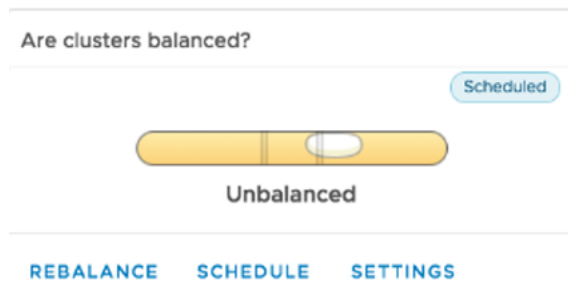 Are clusters balanced?
Scheduled
Unbalanced
REBALANCE SCHEDULE SETTINGS